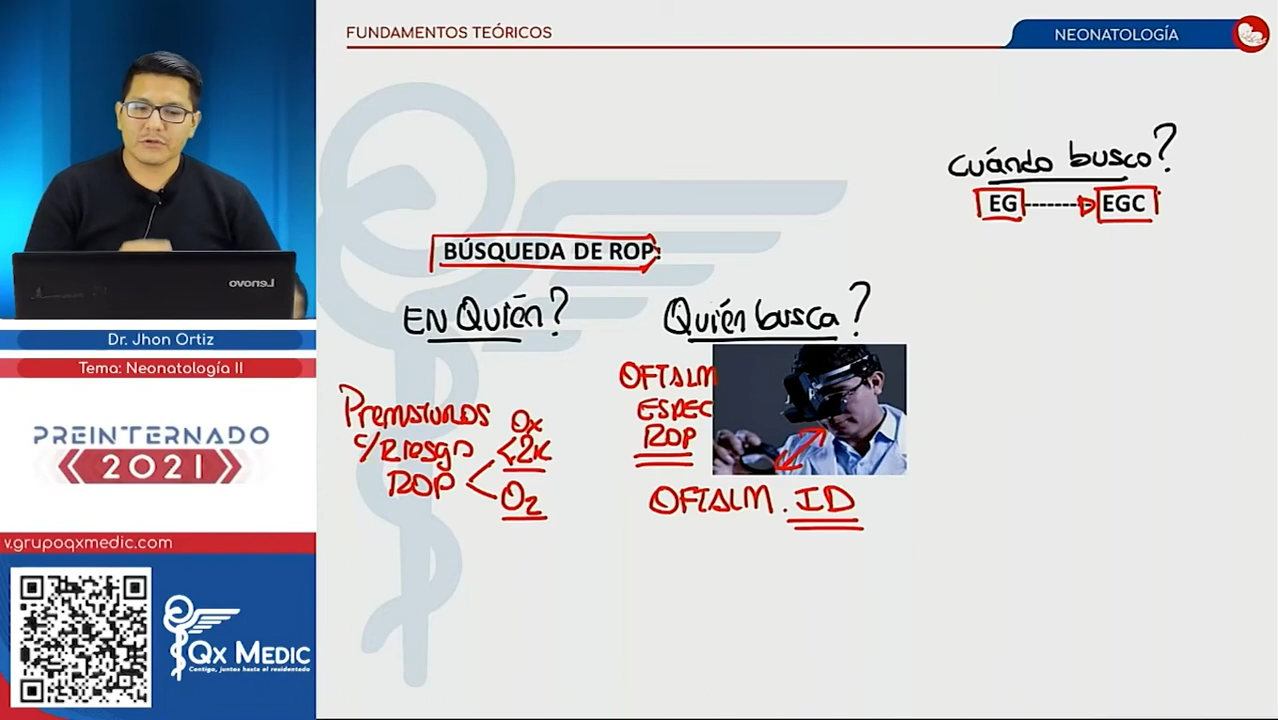 FUNDAMENTOS TEÓRICOS
NEONATOLOGÍA
cuándo busco?
EG--------EGC
BÚSQUEDA DE ROP:
EN Quién?
Quién busca?
Prematuros
c/Riesgo
ROP
Ox
<2K
O2
OFTALM
ESPEC
ROP
OFTALM. ID
Lenovo
Dr. Jhon Ortiz
Tema: Neonatología II
PREINTERNADO
2021
v.grupoqxmedic.com
QX MEDIC
Contigo, juntos hasta el residentado